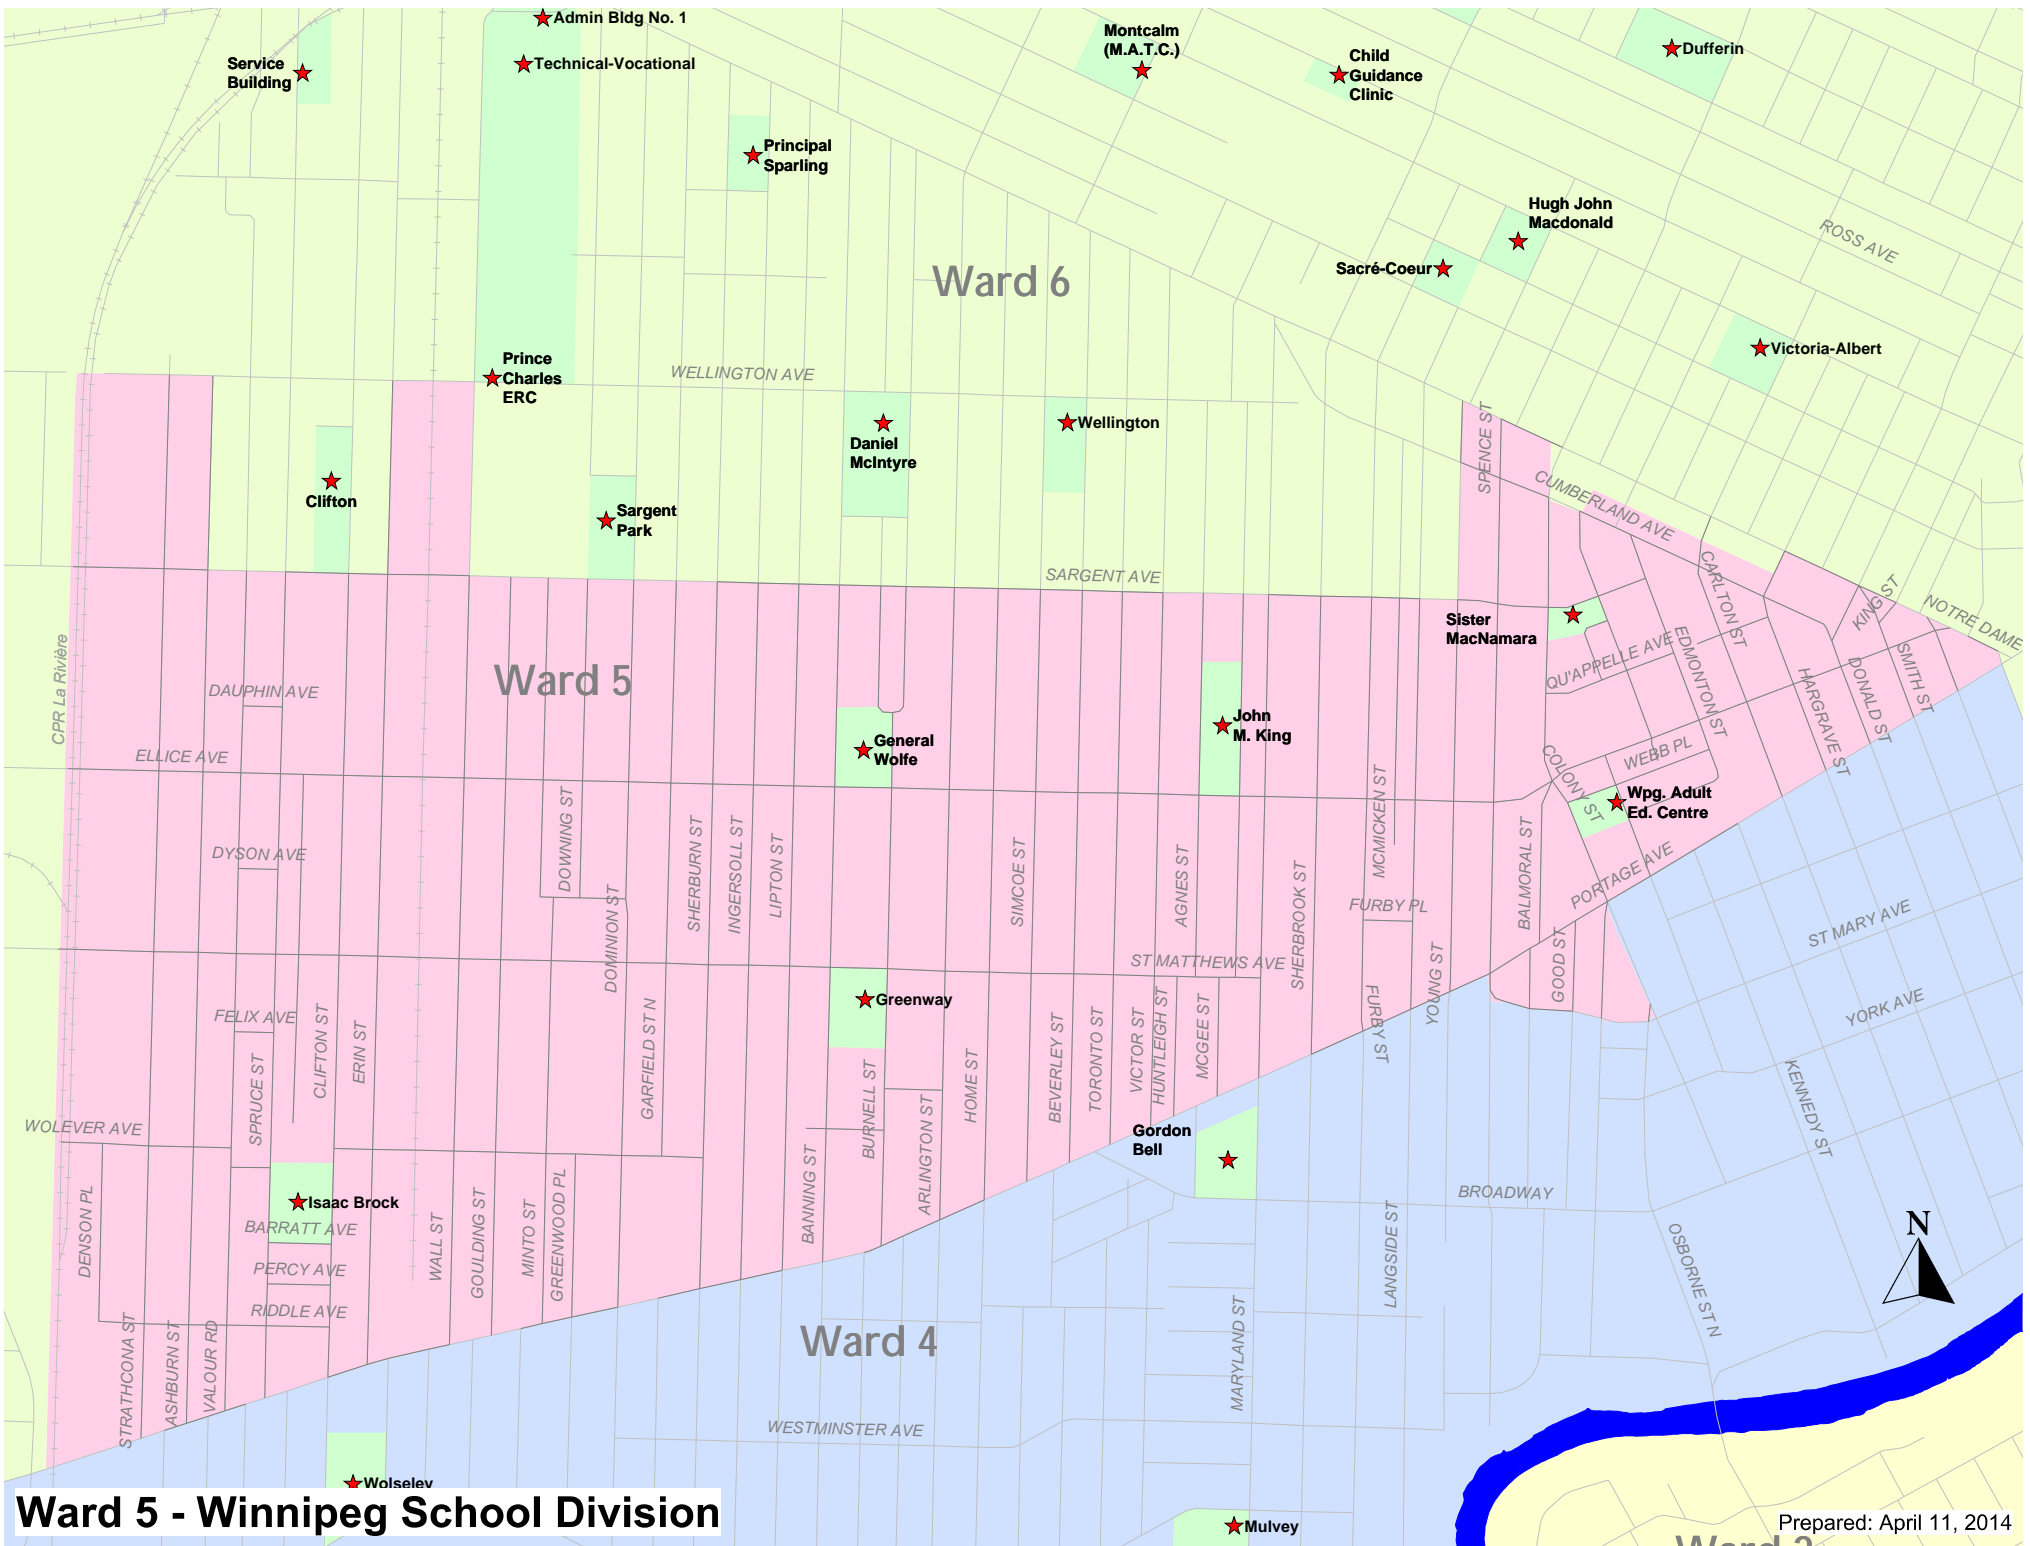 Admin Bldg No. 1
Technical-Vocational
Service
Building
Montcalm
(M.A.T.C.)
Child
Guidance
Clinic
Dufferin
Principal
Sparling
Hugh John
Macdonald
Sacré-Coeur
ROSS AVE
Ward 6
Victoria-Albert
Prince
Charles
ERC
WELLINGTON AVE
Daniel
McIntyre
Wellington
Clifton
Sargent
Park
SPENCE ST
CUMBERLAND AVE
SARGENT AVE
CARLTON ST
KING ST
NOTRE DAME
Sister
MacNamara
QU'APPELLE AVE
EDMONTON ST
HARGRAVE ST
DONALD ST
SMITH ST
CPR La Rivière
Ward 5
DAUPHIN AVE
ELLICE AVE
General
Wolfe
John
M. King
WEBB PL
COLONY ST
Wpg. Adult
Ed. Centre
PORTAGE AVE
DYSON AVE
DOWNING ST
DOMINION ST
SHERBURN ST
INGERSOLL ST
LIPTON ST
SIMCOE ST
AGNES ST
SHERBROOK ST
MCMICKEN ST
FURBY PL
BALMORAL ST
GOOD ST
YOUNG ST
ST MATTHEWS AVE
ST MARY AVE
YORK AVE
KENNEDY ST
Greenway
FELIX AVE
CLIFTON ST
ERIN ST
SPRUCE ST
GARFIELD ST N
BURNELL ST
HOME ST
BEVERLEY ST
TORONTO ST
VICTOR ST
HUNTLEIGH ST
MCGEE ST
FURBY ST
WOLEVER AVE
DENSON PL
Isaac Brock
BARRATT AVE
PERCY AVE
RIDDLE AVE
STRATHCONA ST
ASHBURN ST
VALOUR RD
WALL ST
GOULDING ST
MINTO ST
GREENWOOD PL
BANNING ST
ARLINGTON ST
Gordon
Bell
BROADWAY
LANGSIDE ST
MARYLAND ST
OSBORNE ST N
N
Ward 4
WESTMINSTER AVE
Wolseley
Mulvey
Ward 5 - Winnipeg School Division
Prepared: April 11, 2014